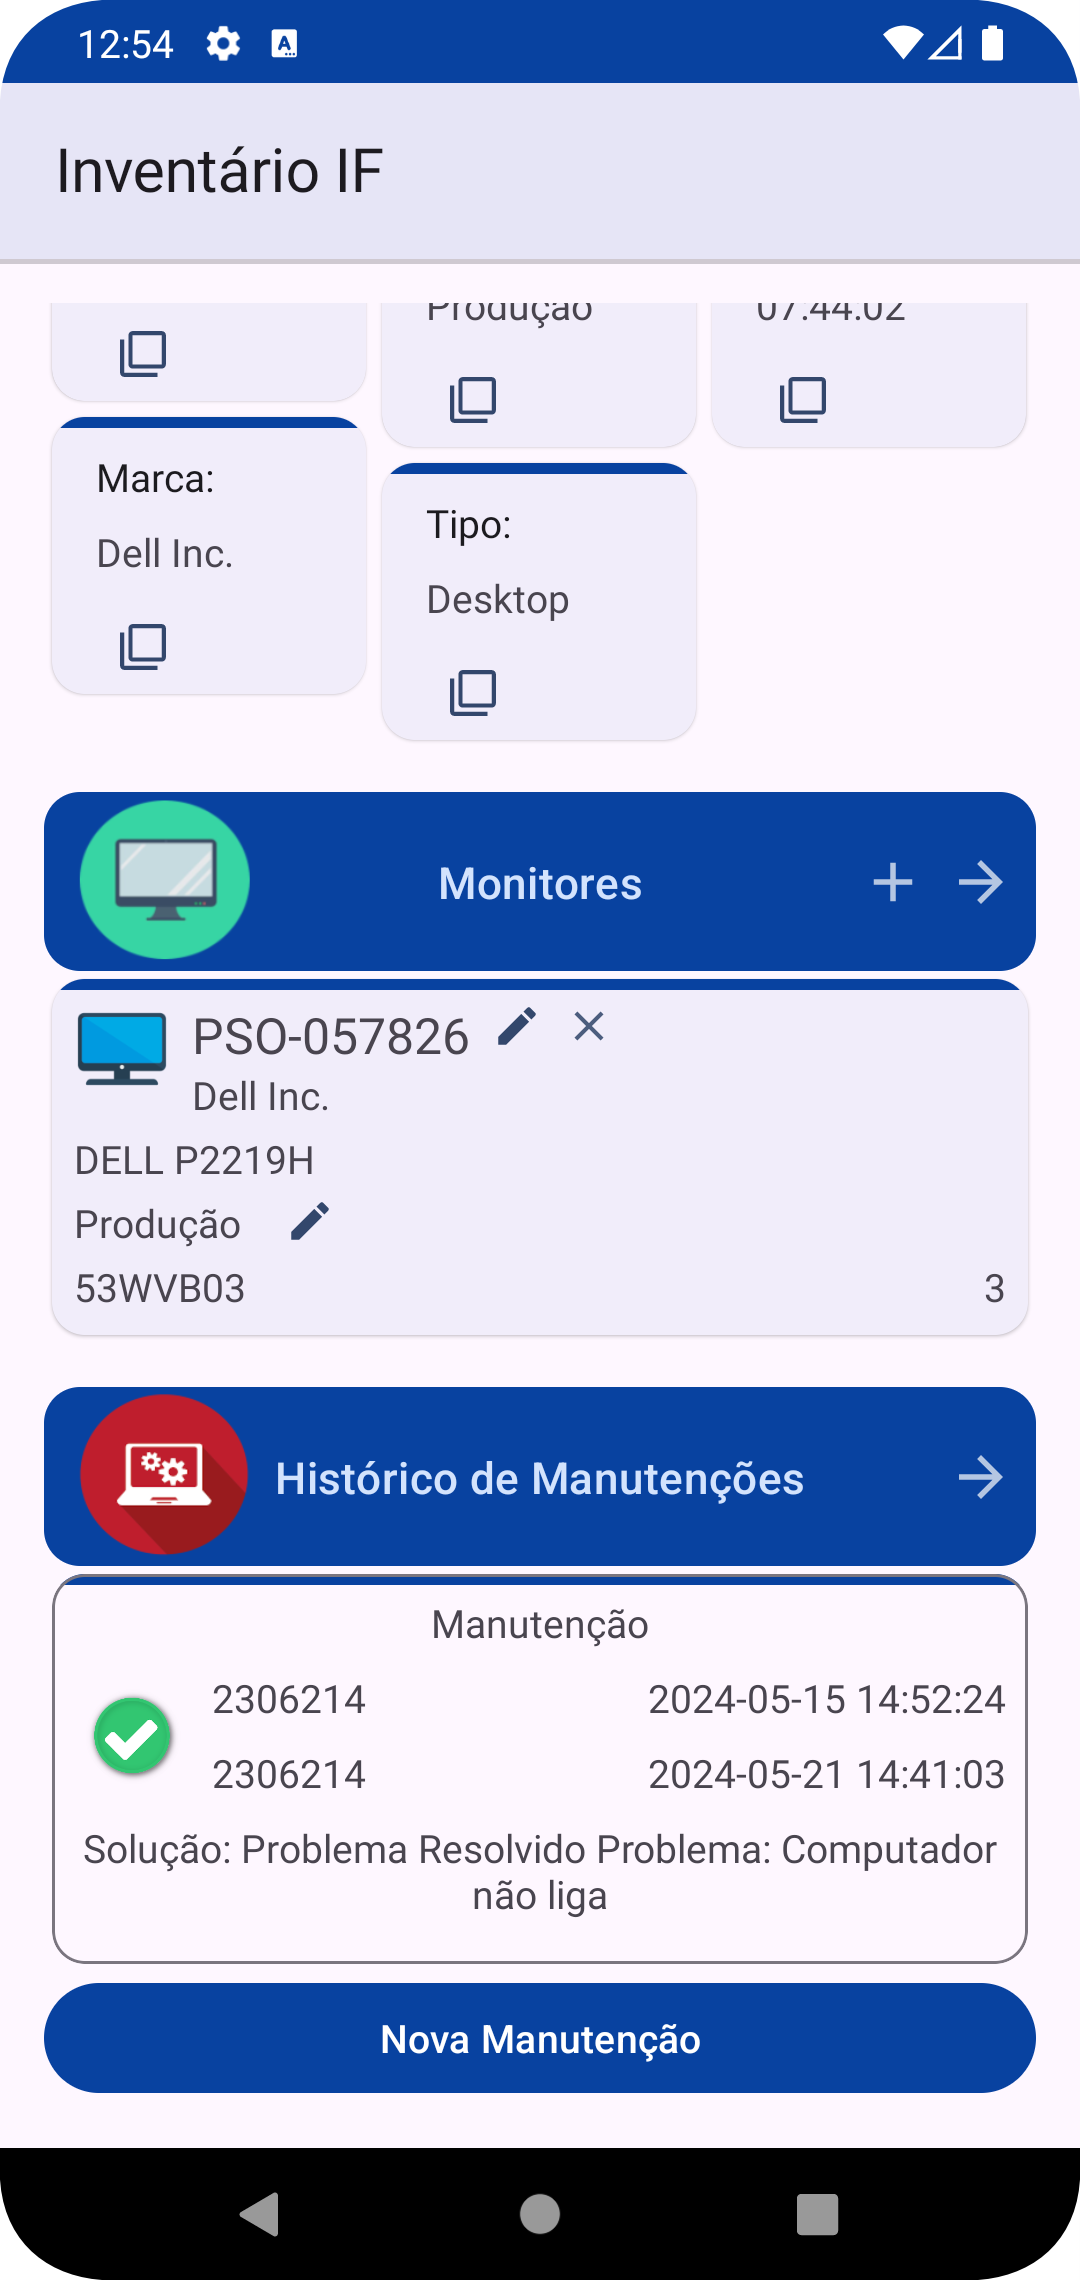 12:54
Inventário IF
Produção
07:44:02
Marca:
Dell Inc.
Tipo:
Desktop
Monitores
PSO-057826
Dell Inc.
DELL P2219H
Produção
53WVB03 3
Histórico de Manutenções
Manutenção
2306214 2024-05-15 14:52:24
2306214 2024-05-21 14:41:03
Solução: Problema Resolvido Problema: Computador
não liga
Nova Manutenção